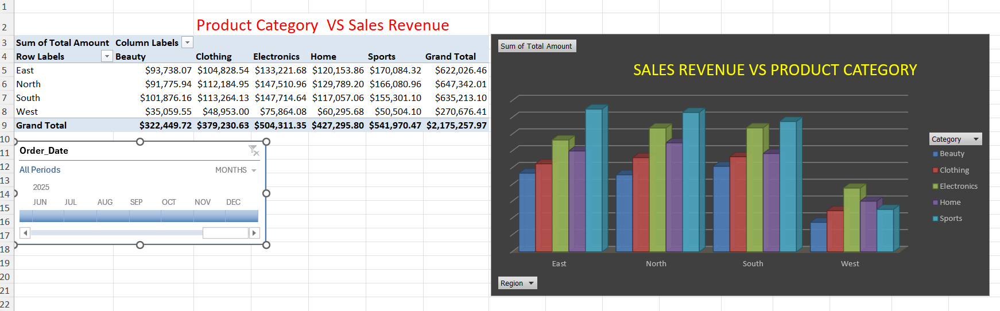 1
2 Product Category VS Sales Revenue
3 Sum of Total Amount Column Labels
4 Row Labels Beauty Clothing Electronics Home Sports Grand Total
5 East $93,738.07 $104,828.54 $133,221.68 $120,153.86 $170,084.32 $622,026.46
6 North $91,775.94 $112,184.95 $147,510.96 $129,789.20 $166,080.96 $647,342.01
7 South $101,876.16 $113,264.13 $147,714.64 $117,057.06 $155,301.10 $635,213.10
8 West $35,059.55 $48,953.00 $75,864.08 $60,295.68 $50,504.10 $270,676.41
9 Grand Total $322,449.72 $379,230.63 $504,311.35 $427,295.80 $541,970.47 $2,175,257.97
10
11 Order_Date
12 All Periods MONTHS
13 2025
14 JUN JUL AUG SEP OCT NOV DEC
15
16
17
18
19
20
21
22
Sum of Total Amount
SALES REVENUE VS PRODUCT CATEGORY
Category
Beauty
Clothing
Electronics
Home
Sports
East North South West
Region